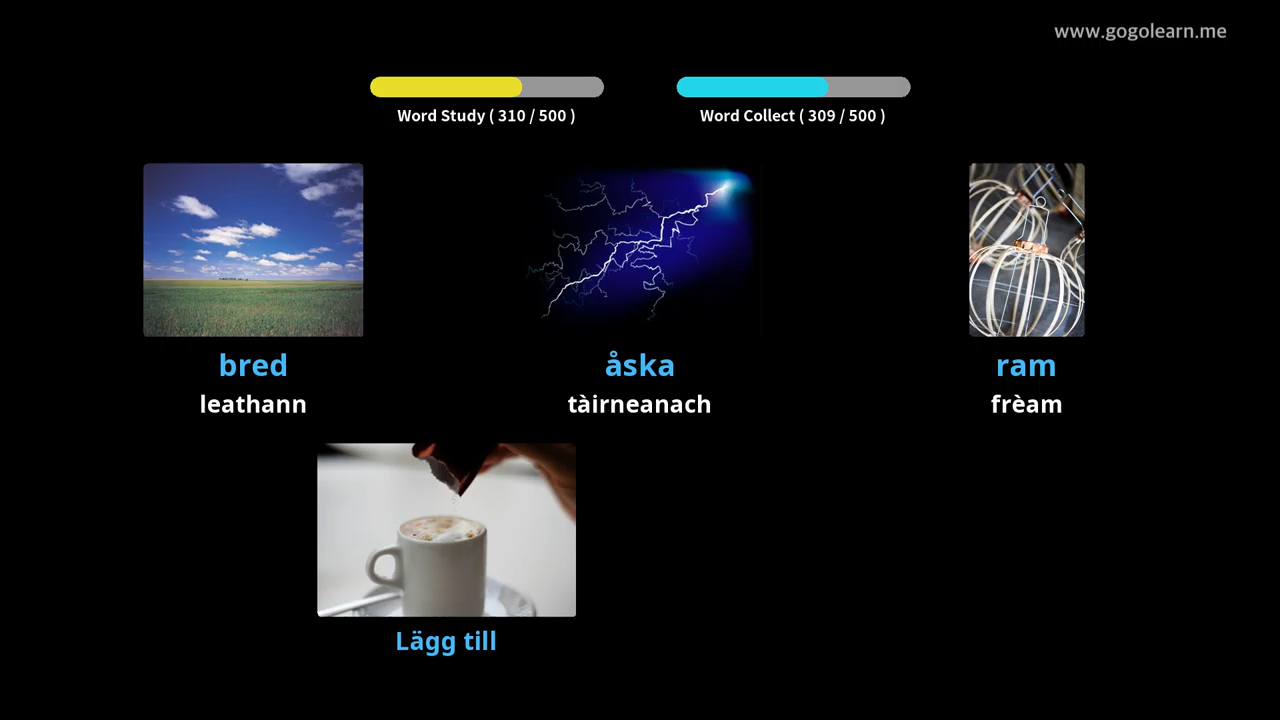 www.gogolearn.me
Word Study ( 310 / 500 )
Word Collect ( 309 / 500 )
bred
leathann
åska
tàirneanach
ram
frèam
Lägg till